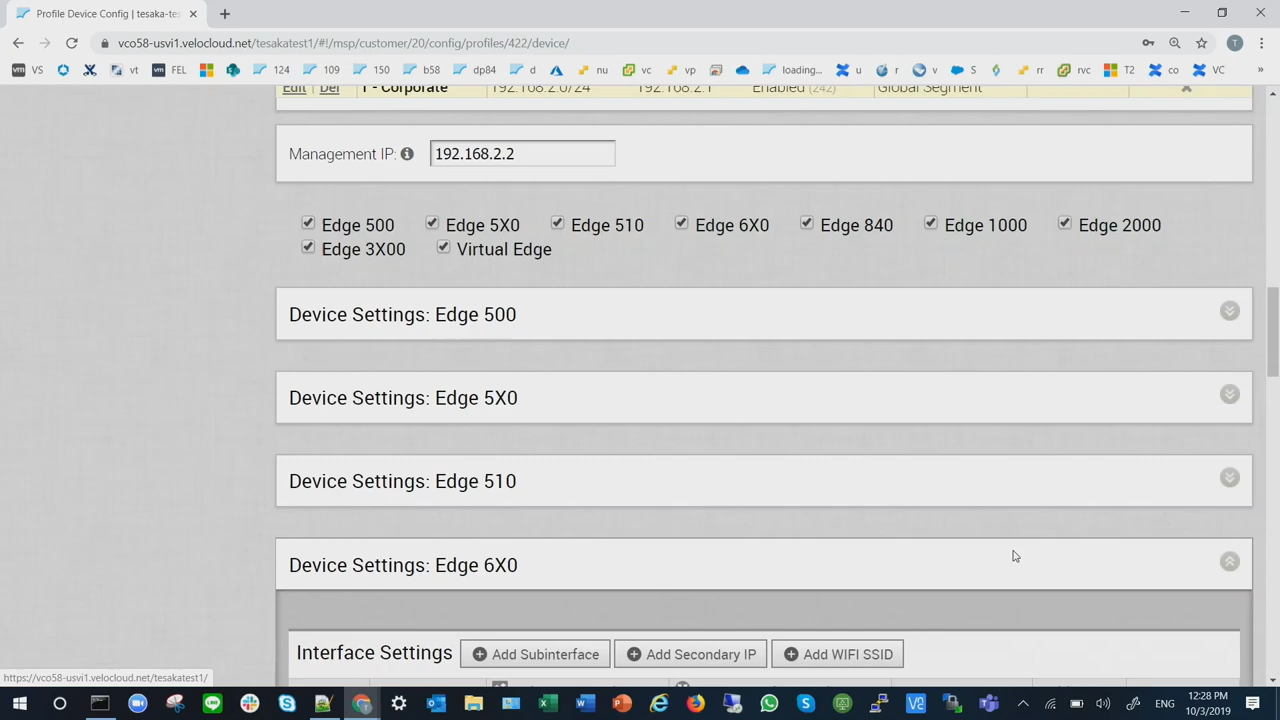 Profile Device Config | tesaka-tes
vco58-usvi1.velocloud.net/tesakatest1/#!/msp/customer/20/config/profiles/422/device/
T
VS vt FEL 124 109 150 b58 dp84 d nu vc vp loading... u r v S rr rvc T2 co VC »
Edit | Del 1 - Corporate 192.168.2.0/24 192.168.2.1 Enabled (242) Global Segment
Management IP: 192.168.2.2
Edge 500 Edge 5X0 Edge 510 Edge 6X0 Edge 840 Edge 1000 Edge 2000
Edge 3X00 Virtual Edge
Device Settings: Edge 500
Device Settings: Edge 5X0
Device Settings: Edge 510
Device Settings: Edge 6X0
Interface Settings Add Subinterface Add Secondary IP Add WIFI SSID
https://vco58-usvi1.velocloud.net/tesakatest1/
ENG 12:28 PM
10/3/2019